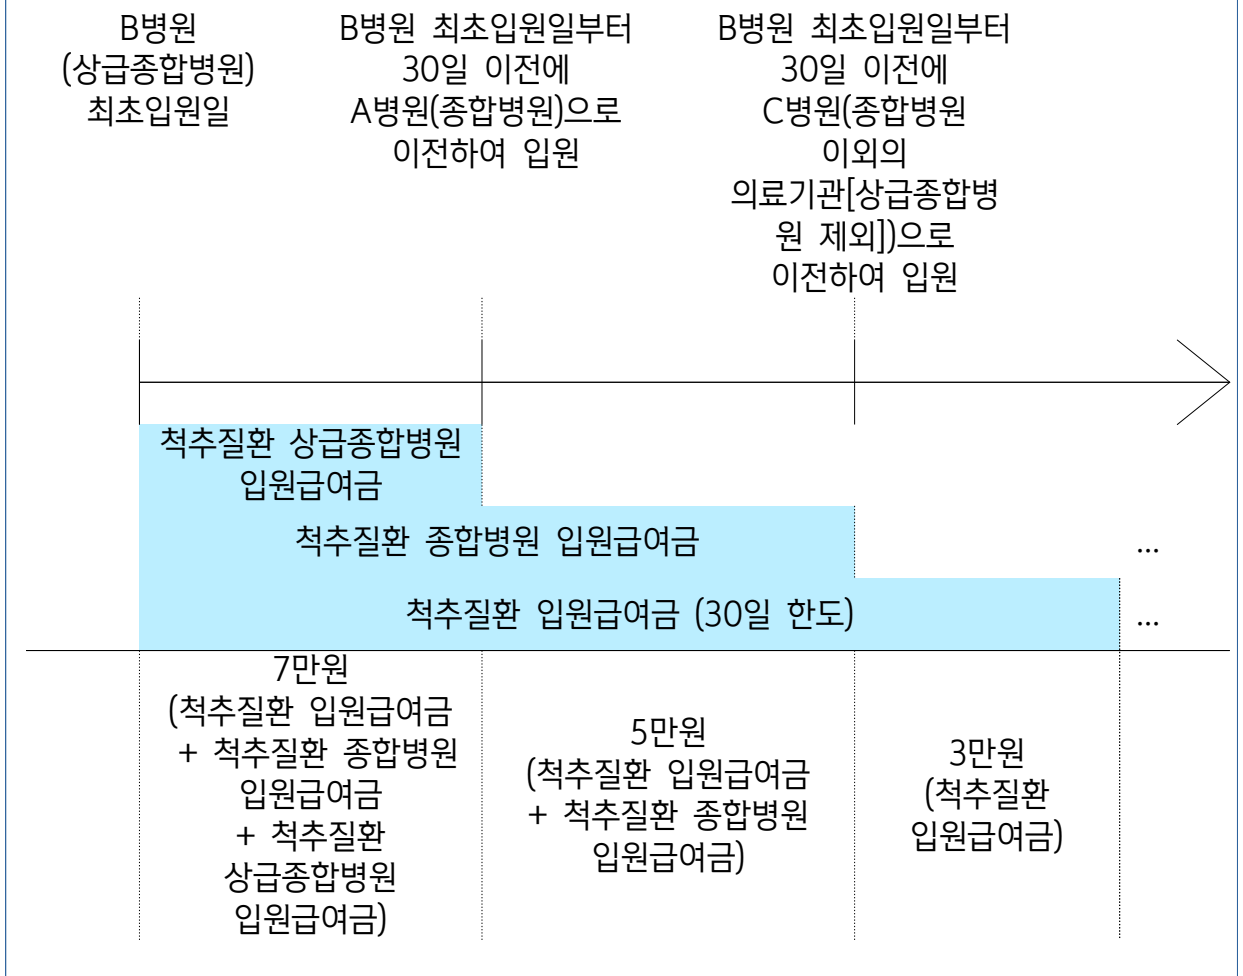 B병원
(상급종합병원)
최초입원일
B병원 최초입원일부터
30일 이전에
A병원(종합병원)으로
이전하여 입원
B병원 최초입원일부터
30일 이전에
C병원(종합병원
이외의
의료기관[상급종합병
원 제외])으로
이전하여 입원
척추질환 상급종합병원
입원급여금
척추질환 종합병원 입원급여금
...
척추질환 입원급여금 (30일 한도)
...
7만원
(척추질환 입원급여금
+ 척추질환 종합병원
입원급여금
+ 척추질환
상급종합병원
입원급여금)
5만원
(척추질환 입원급여금
+ 척추질환 종합병원
입원급여금)
3만원
(척추질환
입원급여금)